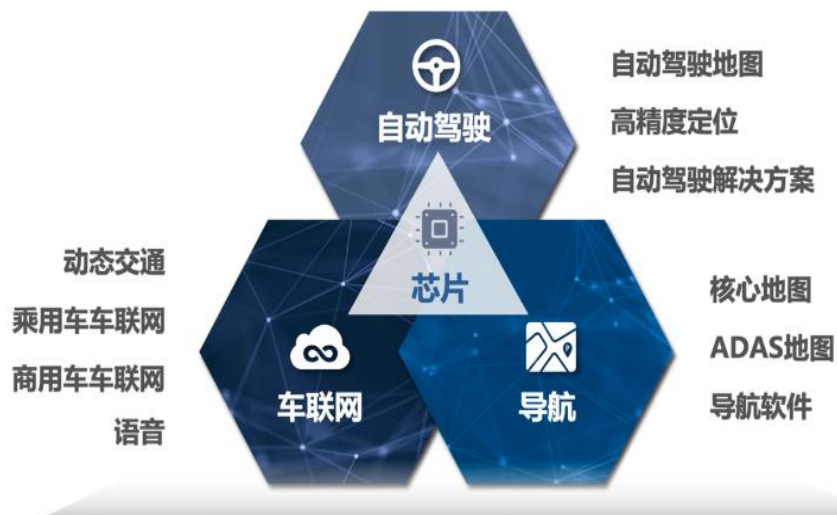 自动驾驶
自动驾驶地图
高精度定位
自动驾驶解决方案
芯片
动态交通
乘用车车联网
商用车车联网
语音
车联网
导航
核心地图
ADAS地图
导航软件